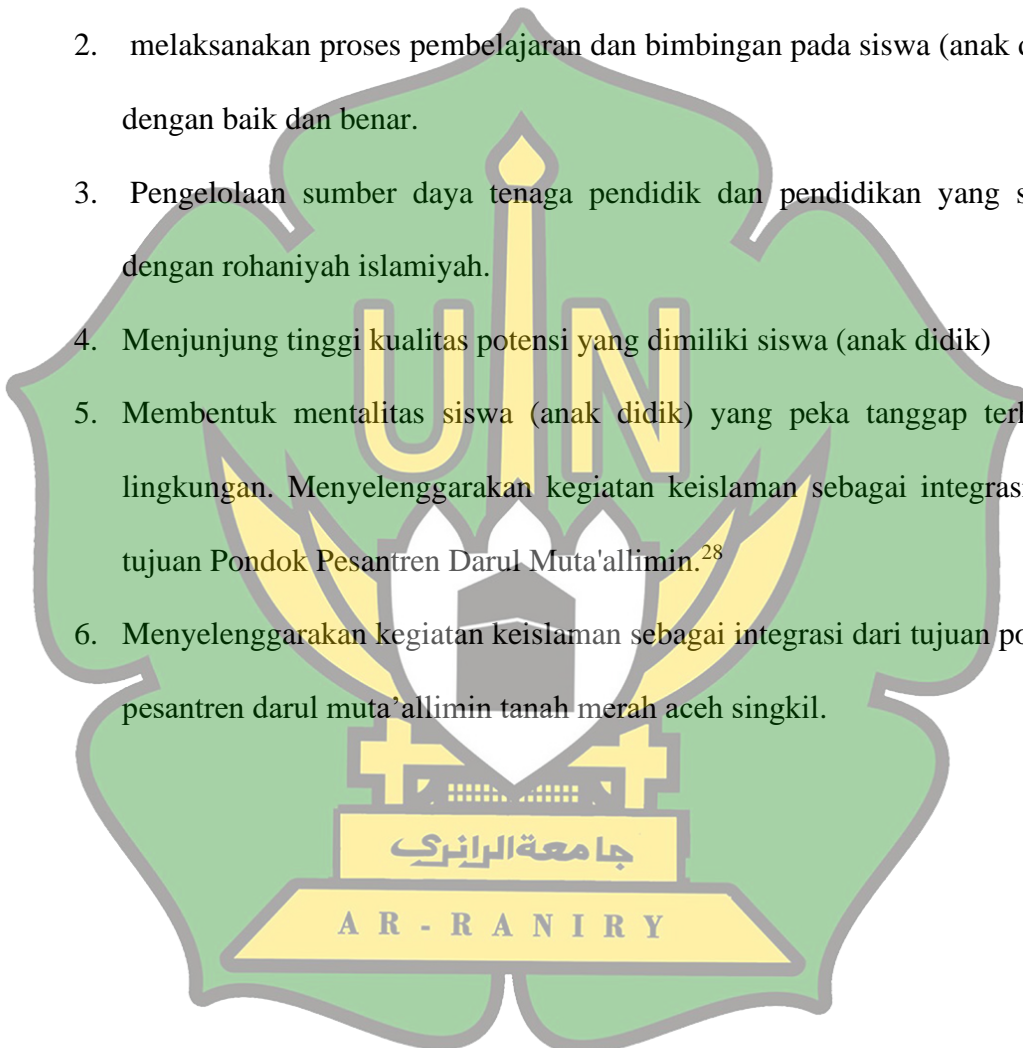 2. melaksanakan proses pembelajaran dan bimbingan pada siswa (anak
dengan baik dan benar.
3. Pengelolaan sumber daya tenaga pendidik dan pendidikan yang
dengan rohaniyah islamiyah.
4. Menjunjung tinggi kualitas potensi yang dimiliki siswa (anak didik)
5. Membentuk mentalitas siswa (anak didik) yang peka tanggap
lingkungan. Menyelenggarakan kegiatan keislaman sebagai integrasi
tujuan Pondok Pesantren Darul Muta'allimin.28
6. Menyelenggarakan kegiatan keislaman sebagai integrasi dari tujuan
pesantren darul muta’allimin tanah merah aceh singkil.
UIN
جامعة الرانري
AR-RANIRY